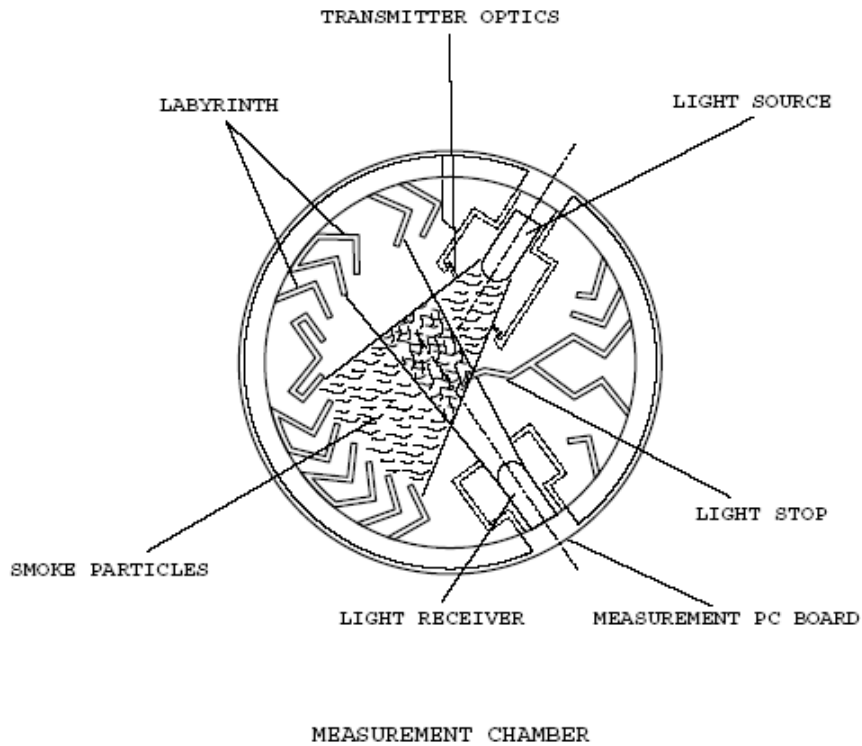 TRANSMITTER OPTICS
LABYRINTH
LIGHT SOURCE
LIGHT STOP
SMOKE PARTICLES
LIGHT RECEIVER
MEASUREMENT PC BOARD
MEASUREMENT CHAMBER